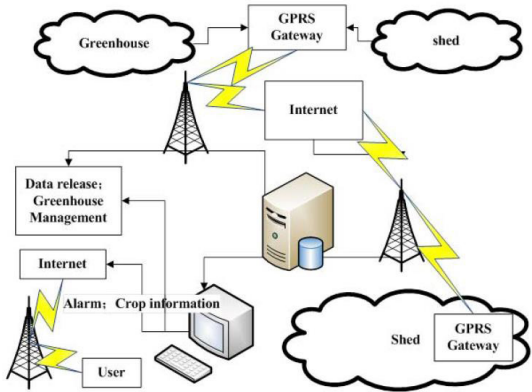 Greenhouse
GPRS
Gateway
shed
Internet
Data release;
Greenhouse
Management
Internet
Alarm; Crop information
User
Shed
GPRS
Gateway